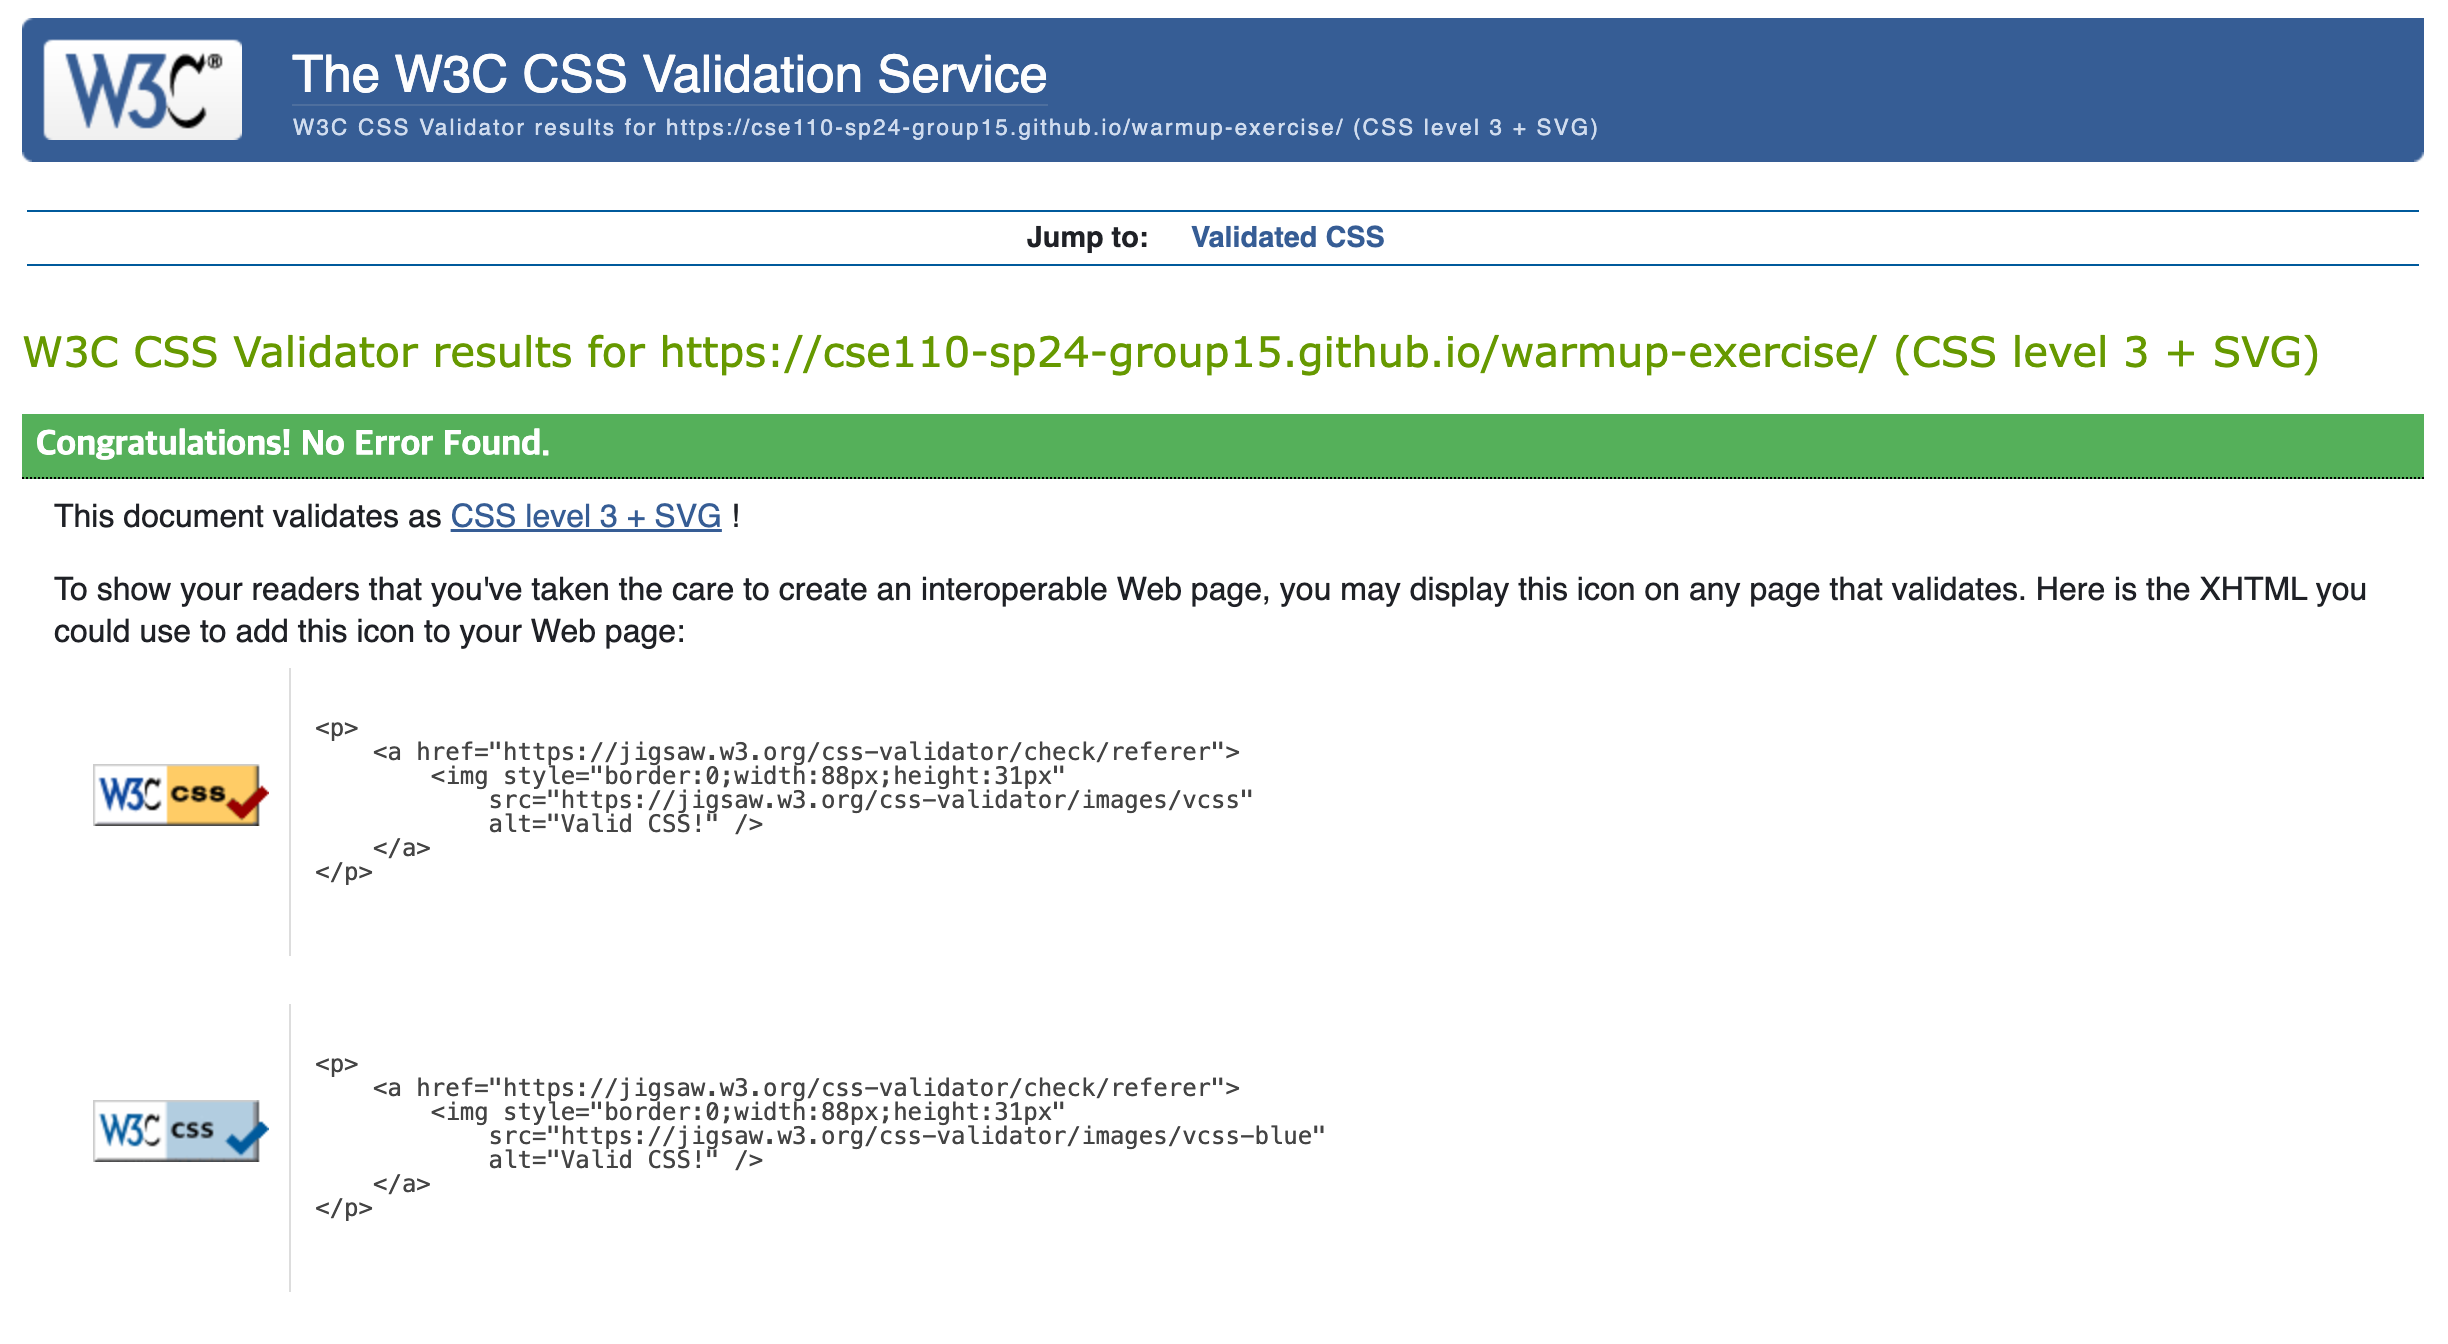 W3C®
The W3C CSS Validation Service
W3C CSS Validator results for https://cse110-sp24-group15.github.io/warmup-exercise/ (CSS level 3 + SVG)
Jump to: Validated CSS
W3C CSS Validator results for https://cse110-sp24-group15.github.io/warmup-exercise/ (CSS level 3 + SVG)
Congratulations! No Error Found.
This document validates as CSS level 3 + SVG !
To show your readers that you've taken the care to create an interoperable Web page, you may display this icon on any page that validates. Here is the XHTML you
could use to add this icon to your Web page:
W3C css
<p>
    <a href="https://jigsaw.w3.org/css-validator/check/referer">
        <img style="border:0;width:88px;height:31px"
            src="https://jigsaw.w3.org/css-validator/images/vcss"
            alt="Valid CSS!" />
    </a>
</p>
W3C css
<p>
    <a href="https://jigsaw.w3.org/css-validator/check/referer">
        <img style="border:0;width:88px;height:31px"
            src="https://jigsaw.w3.org/css-validator/images/vcss-blue"
            alt="Valid CSS!" />
    </a>
</p>